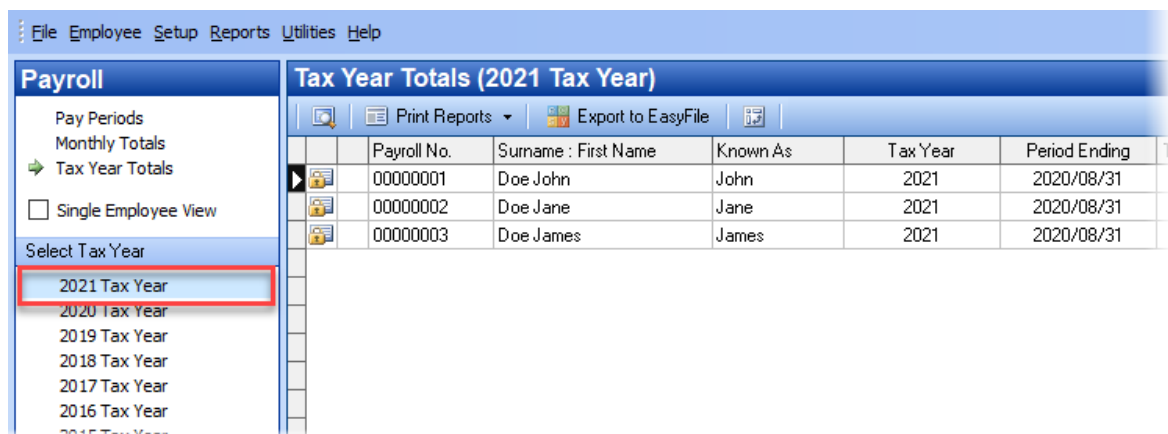 File Employee Setup Reports Utilities Help
Payroll
Pay Periods
Monthly Totals
Tax Year Totals
Single Employee View
Select Tax Year
2021 Tax Year
2020 Tax Year
2019 Tax Year
2018 Tax Year
2017 Tax Year
2016 Tax Year
2015 Tax Year
Tax Year Totals (2021 Tax Year)
Print Reports Export to EasyFile
Payroll No. Surname : First Name Known As Tax Year Period Ending
00000001 Doe John John 2021 2020/08/31
00000002 Doe Jane Jane 2021 2020/08/31
00000003 Doe James James 2021 2020/08/31